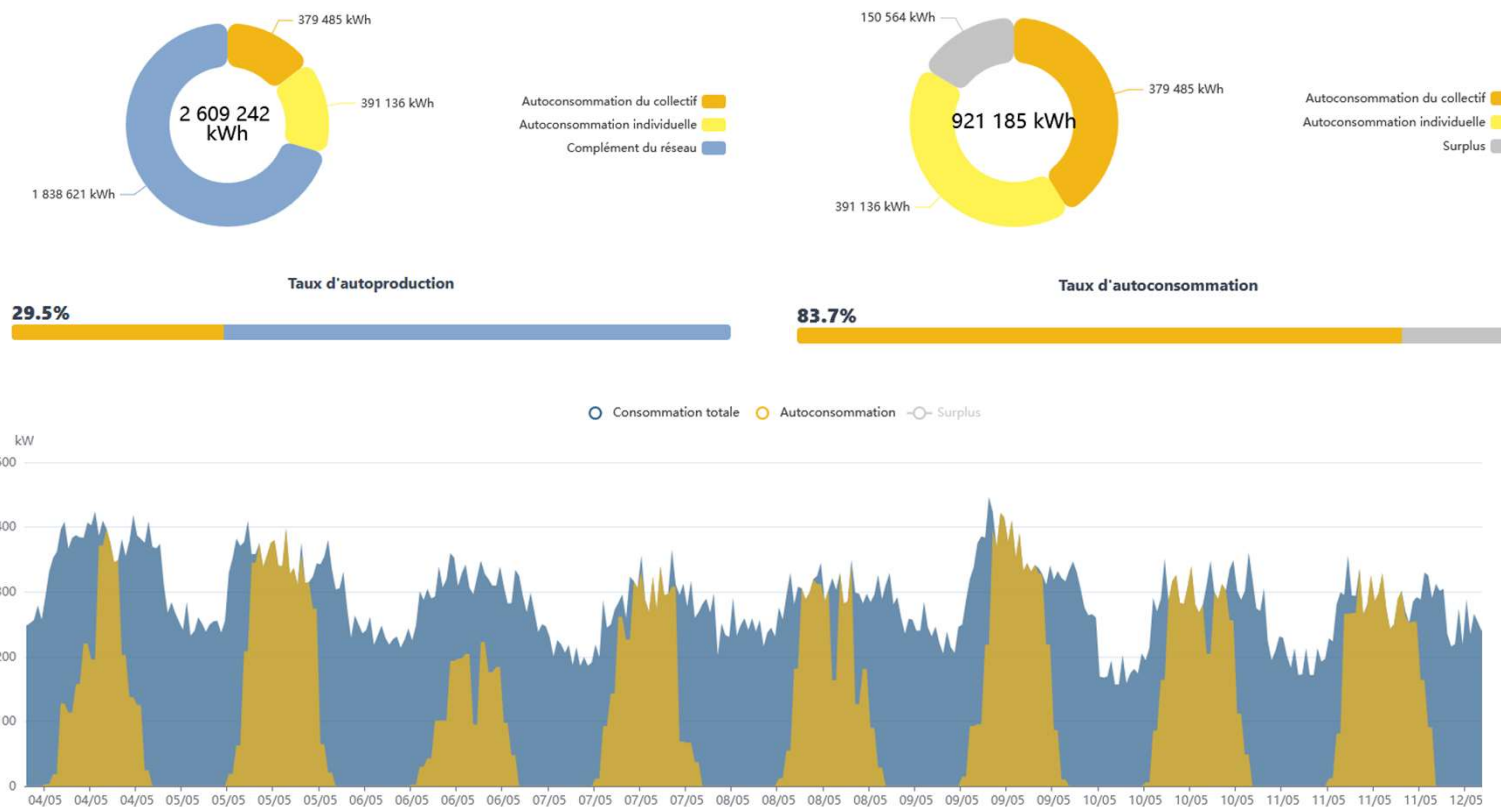 379 485 kWh
391 136 kWh
2 609 242
kWh
1 838 621 kWh
Autoconsommation du collectif
Autoconsommation individuelle
Complément du réseau
150 564 kWh
379 485 kWh
921 185 kWh
391 136 kWh
Autoconsommation du collectif
Autoconsommation individuelle
Surplus
Taux d'autoproduction
29.5%
Taux d'autoconsommation
83.7%
Consommation totale Autoconsommation Surplus
kW
0
04/05 04/05 04/05 05/05 05/05 05/05 05/05 06/05 06/05 06/05 06/05 07/05 07/05 07/05 07/05 08/05 08/05 08/05 08/05 09/05 09/05 09/05 09/05 10/05 10/05 10/05 10/05 11/05 11/05 11/05 11/05 12/05